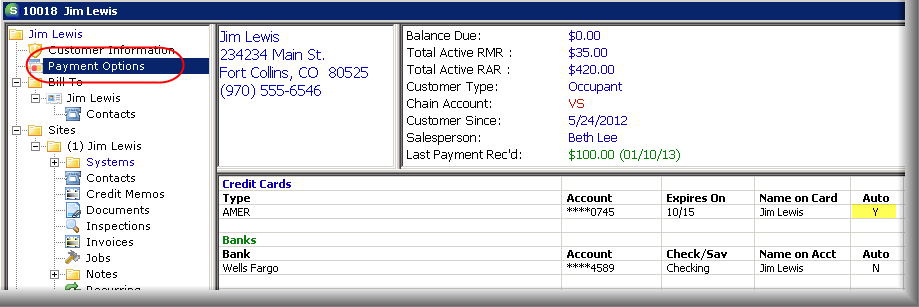 S 10018 Jim Lewis
Jim Lewis
Customer Information
Payment Options
Bill To
Jim Lewis
Contacts
Sites
(1) Jim Lewis
Systems
Contacts
Credit Memos
Documents
Inspections
Invoices
Jobs
Notes
Recurring
Jim Lewis
234234 Main St.
Fort Collins, CO 80525
(970) 555-6546
Balance Due: $0.00
Total Active RMR : $35.00
Total Active RAR : $420.00
Customer Type: Occupant
Chain Account: VS
Customer Since: 5/24/2012
Salesperson: Beth Lee
Last Payment Rec'd: $100.00 (01/10/13)
Credit Cards
Type Account Expires On Name on Card Auto
AMER ****0745 10/15 Jim Lewis Y
Banks
Bank Account Check/Sav Name on Acct Auto
Wells Fargo ****4589 Checking Jim Lewis N